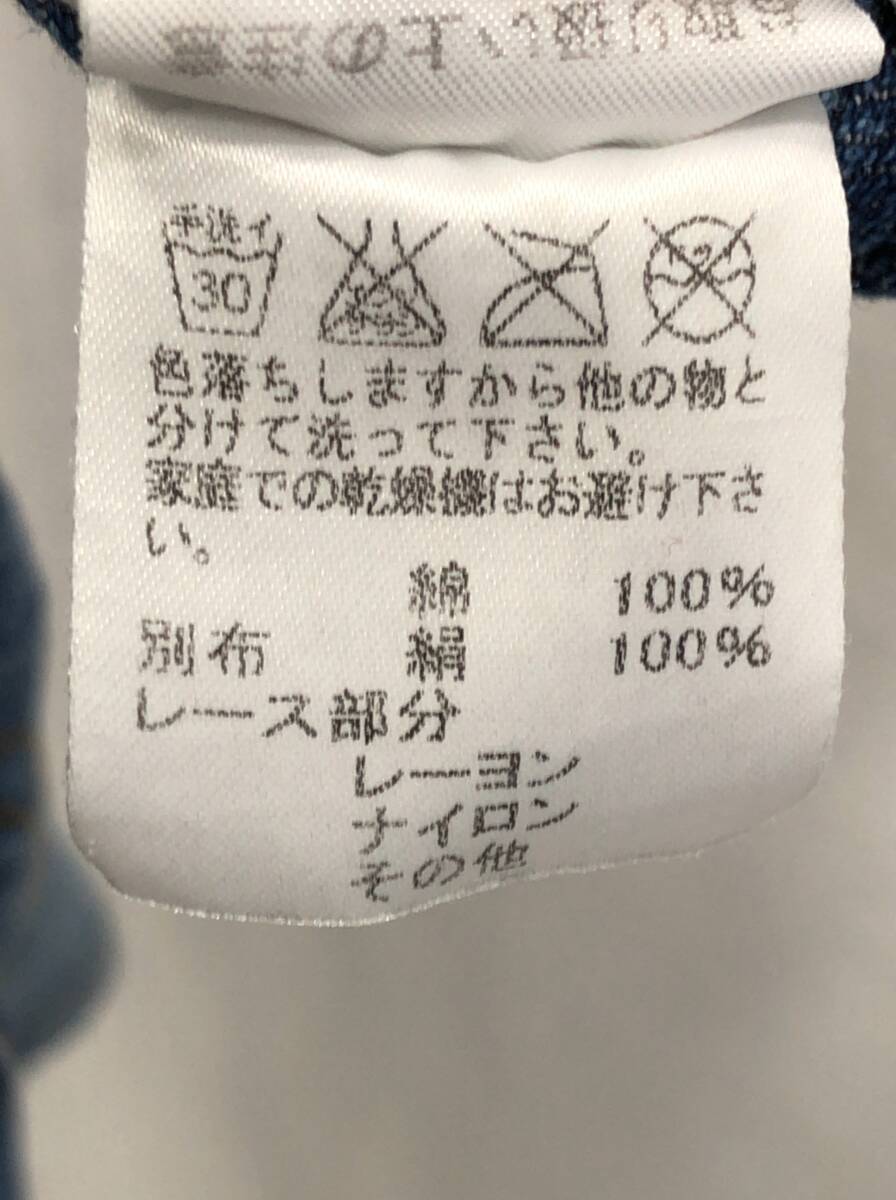 手洗イ
30
色落ちしますから他の物と
分けて洗って下さい。
家庭での乾燥機はお避け下さ
い。
綿 100%
別布 絹 100%
レース部分
レーヨン
ナイロン
その他